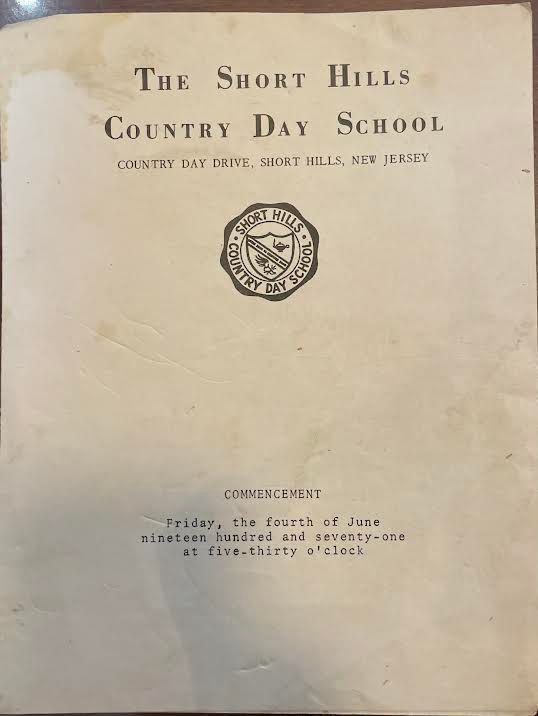 THE SHORT HILLS
COUNTRY DAY SCHOOL
COUNTRY DAY DRIVE, SHORT HILLS, NEW JERSEY
SHORT HILLS
COUNTRY DAY SCHOOL
COMMENCEMENT
Friday, the fourth of June
nineteen hundred and seventy-one
at five-thirty o'clock